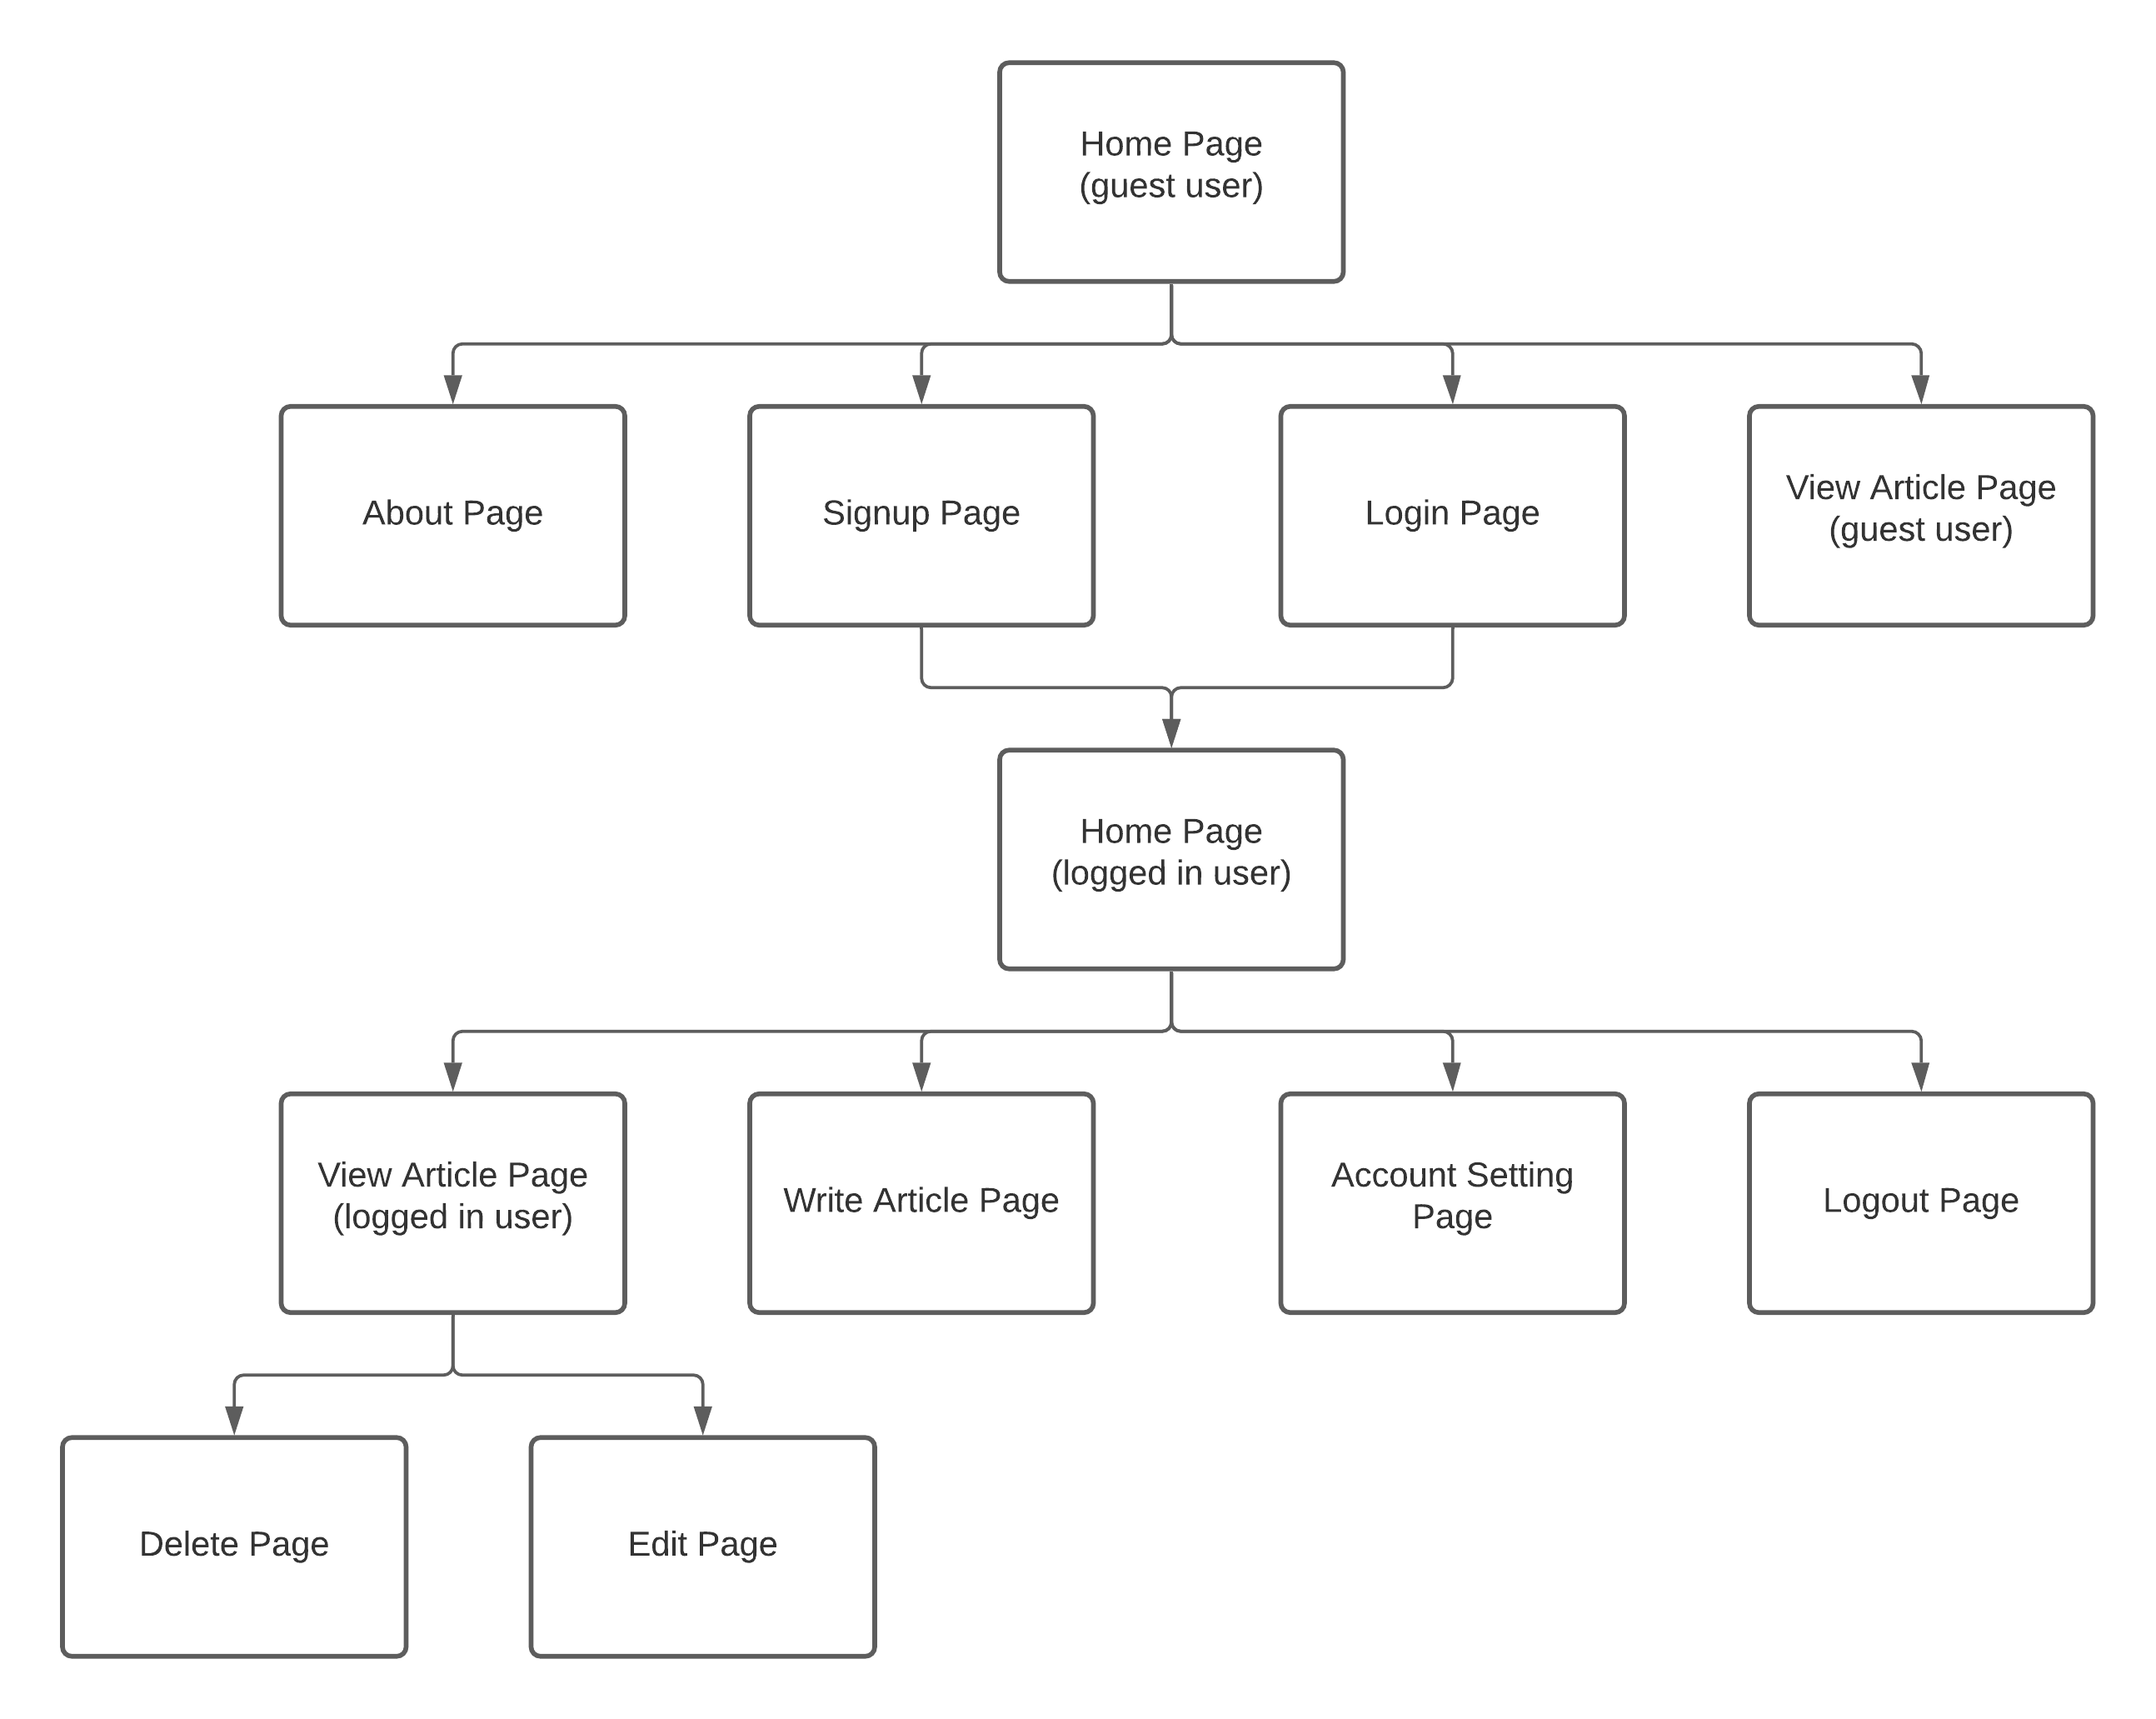 Home Page
(guest user)
About Page
Signup Page
Login Page
View Article Page
(guest user)
Home Page
(logged in user)
View Article Page
(logged in user)
Write Article Page
Account Setting
Page
Logout Page
Delete Page
Edit Page